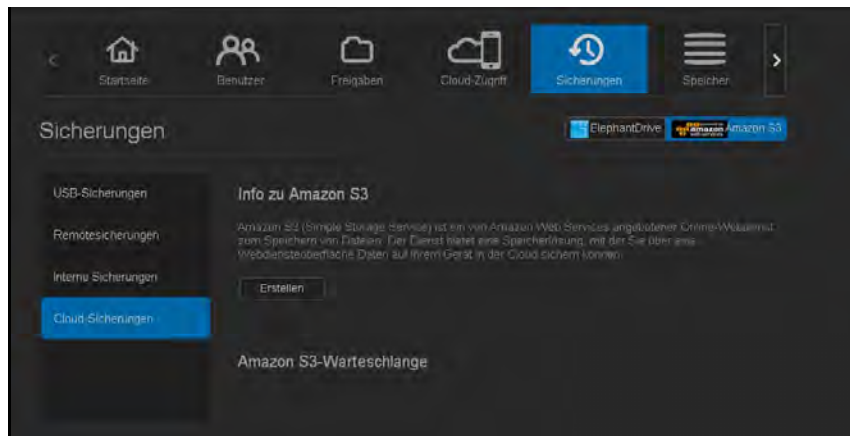 Startseite
Benutzer
Freigaben
Cloud-Zugriff
Sicherungen
Speicher
Sicherungen
ElephantDrive
amazon
Amazon S3
USB-Sicherungen
Remotesicherungen
Interne Sicherungen
Cloud-Sicherungen
Info zu Amazon S3
Amazon S3 (Simple Storage Service) ist ein von Amazon Web Services angebotener Online-Webdienst
zum Speichern von Dateien. Der Dienst bietet eine Speicherlösung, mit der Sie über eine
Webdienstoberfläche Daten auf Ihrem Gerät in der Cloud sichern können.
Erstellen
Amazon S3-Warteschlange